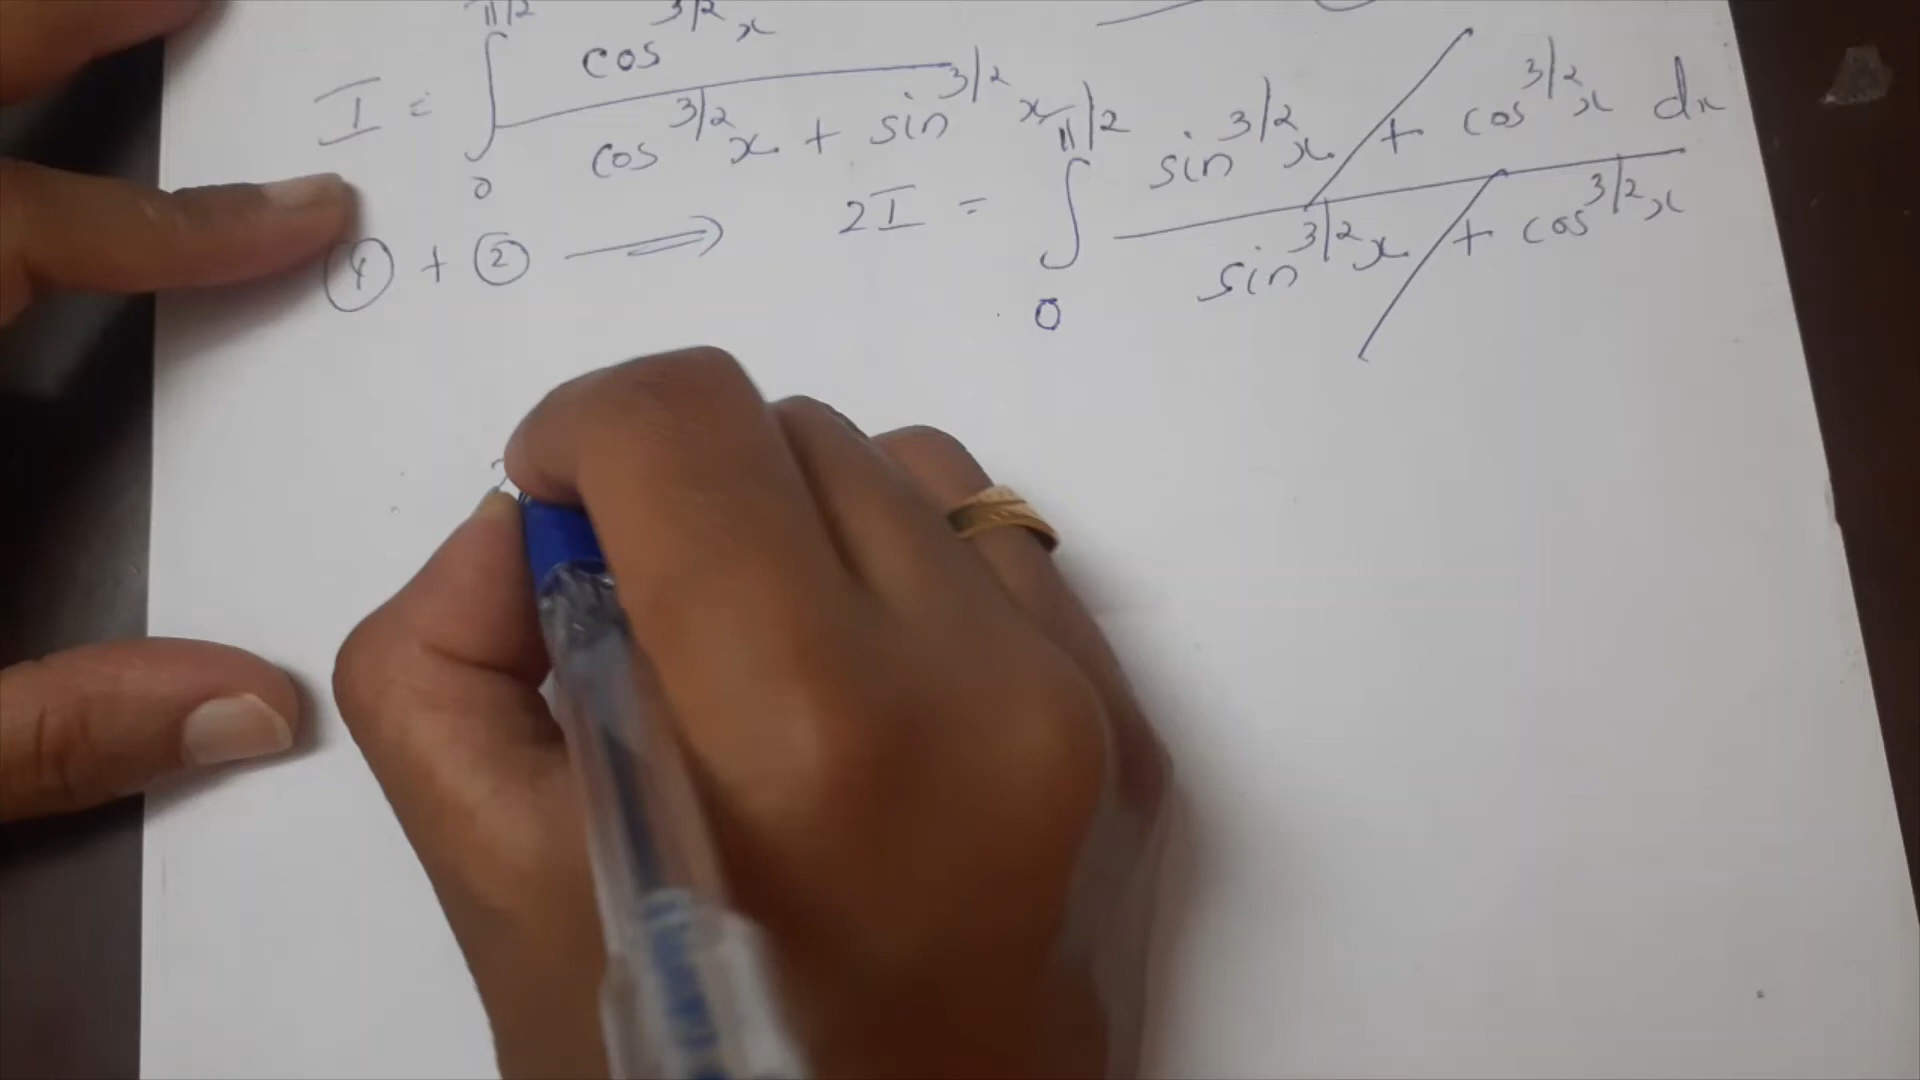 I = ∫₀^{π/2} cos^{3/2} x / cos^{3/2} x + sin^{3/2} x
① + ② ⟹ 2I = ∫₀^{π/2} sin^{3/2} x + cos^{3/2} x dx / sin^{3/2} x + cos^{3/2} x